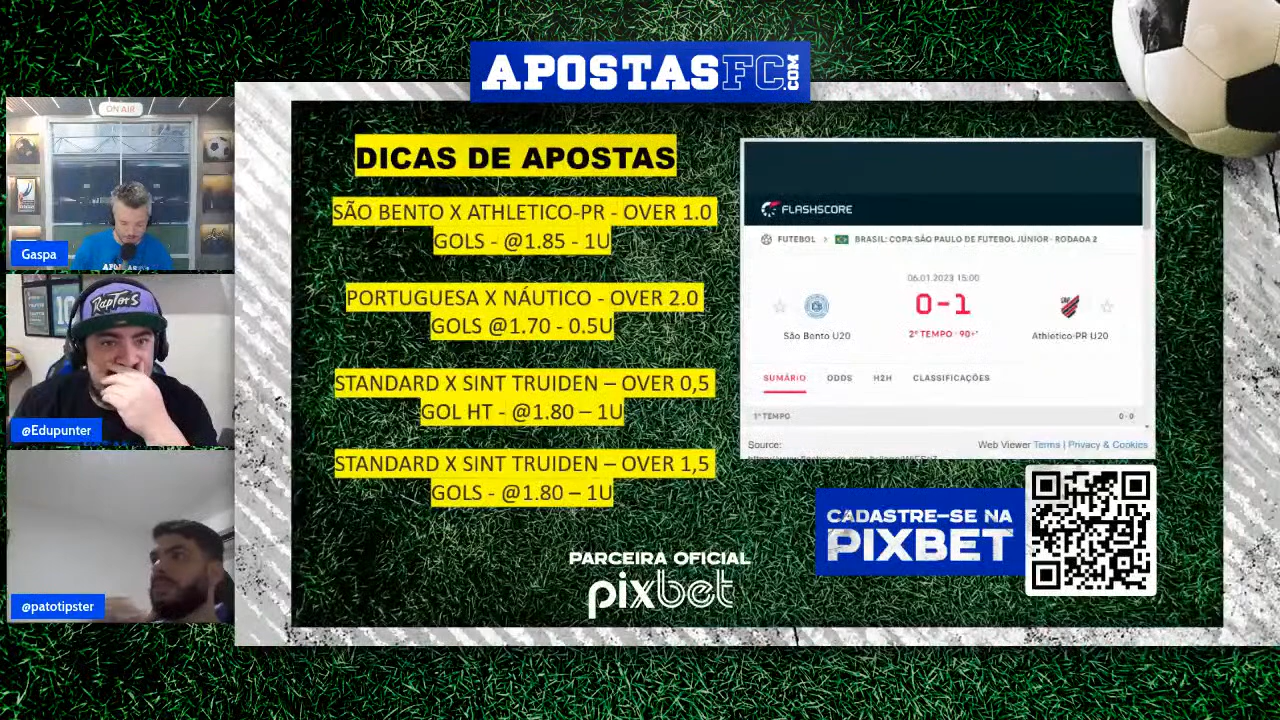 APOSTASFC.COM
ON AIR
Gaspa
@Edupunter
@patotipster
DICAS DE APOSTAS
SÃO BENTO X ATHLETICO-PR - OVER 1.0
GOLS - @1.85 - 1U
PORTUGUESA X NÁUTICO - OVER 2.0
GOLS @1.70 - 0.5U
STANDARD X SINT TRUIDEN – OVER 0,5
GOL HT - @1.80 – 1U
STANDARD X SINT TRUIDEN – OVER 1,5
GOLS - @1.80 – 1U
PARCEIRA OFICIAL
pixbet
FLASHSCORE
FUTEBOL > BRASIL: COPA SÃO PAULO DE FUTEBOL JÚNIOR - RODADA 2
06.01.2023 15:00
0-1
São Bento U20
2º TEMPO - 90+'
Athletico-PR U20
SUMÁRIO ODDS H2H CLASSIFICAÇÕES
1º TEMPO 0-0
Source: Web Viewer Terms | Privacy & Cookies
CADASTRE-SE NA
PIXBET